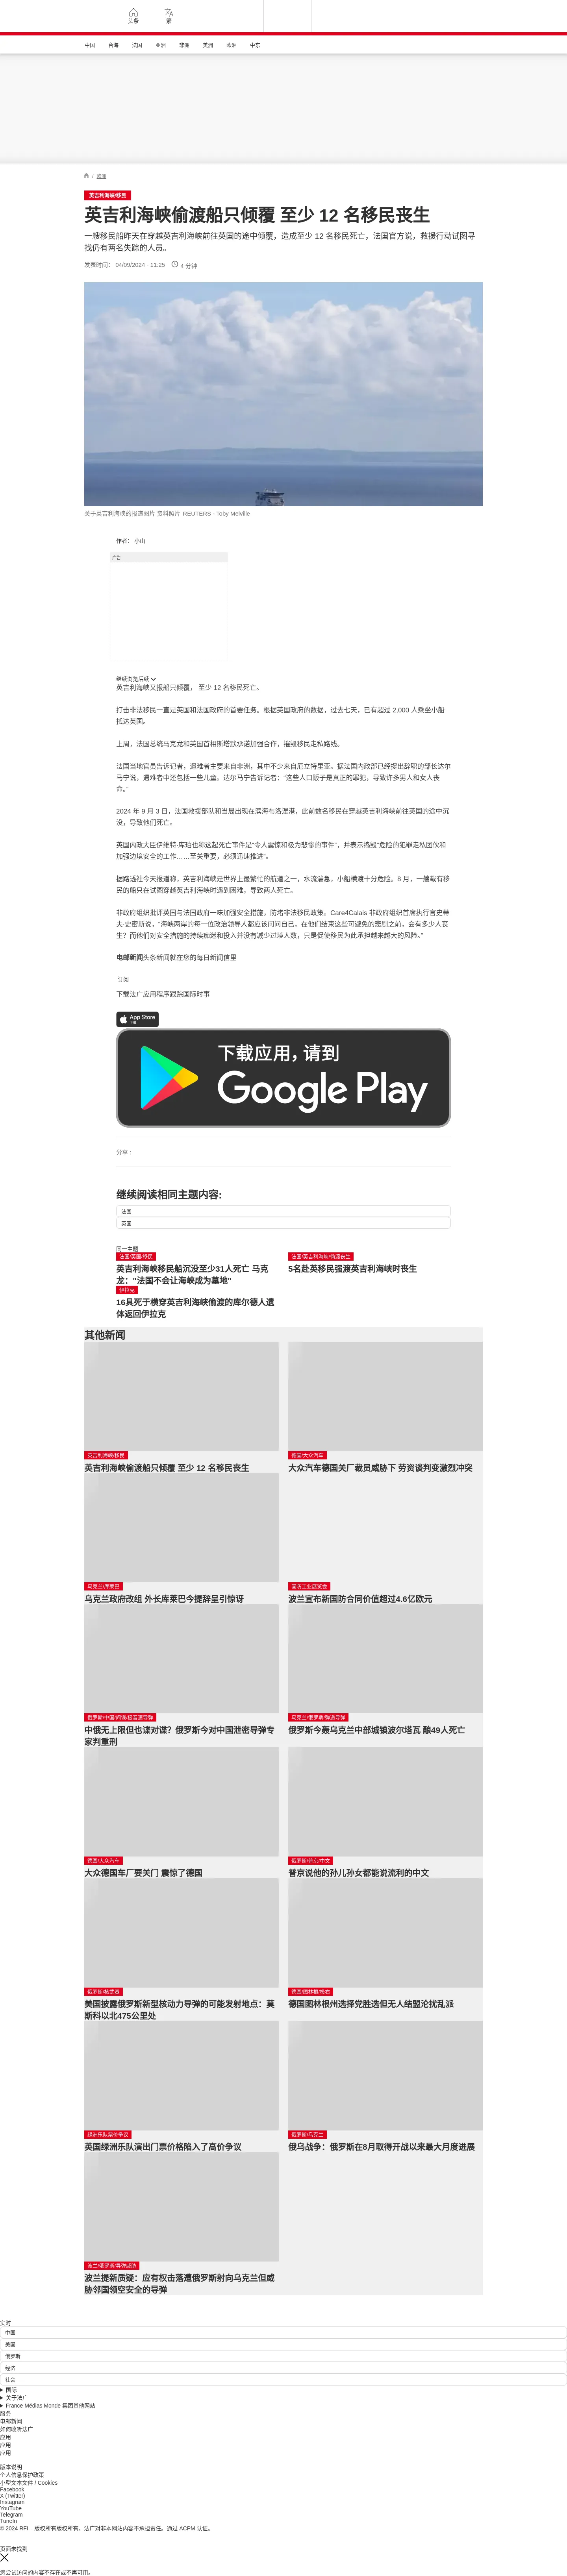 头条
繁
中国
台海
法国
亚洲
非洲
美洲
欧洲
中东
/ 欧洲
英吉利海峡/移民
英吉利海峡偷渡船只倾覆 至少 12 名移民丧生
一艘移民船昨天在穿越英吉利海峡前往英国的途中倾覆，造成至少 12 名移民死亡，法国官方说，救援行动试图寻
找仍有两名失踪的人员。
发表时间： 04/09/2024 - 11:25 4 分钟
关于英吉利海峡的报道图片 资料照片 REUTERS - Toby Melville
作者： 小山
广告
继续浏览后续
英吉利海峡又报船只倾覆， 至少 12 名移民死亡。
打击非法移民一直是英国和法国政府的首要任务。根据英国政府的数据，过去七天，已有超过 2,000 人乘坐小船
抵达英国。
上周，法国总统马克龙和英国首相斯塔默承诺加强合作，摧毁移民走私路线。
法国当地官员告诉记者，遇难者主要来自非洲，其中不少来自厄立特里亚。据法国内政部已经提出辞职的部长达尔
马宁说，遇难者中还包括一些儿童。达尔马宁告诉记者：“这些人口贩子是真正的罪犯，导致许多男人和女人丧
命。”
2024 年 9 月 3 日，法国救援部队和当局出现在滨海布洛涅港，此前数名移民在穿越英吉利海峡前往英国的途中沉
没，导致他们死亡。
英国内政大臣伊维特·库珀也称这起死亡事件是“令人震惊和极为悲惨的事件”，并表示捣毁“危险的犯罪走私团伙和
加强边境安全的工作……至关重要，必须迅速推进”。
据路透社今天报道称，英吉利海峡是世界上最繁忙的航道之一，水流湍急，小船横渡十分危险。8 月，一艘载有移
民的船只在试图穿越英吉利海峡时遇到困难，导致两人死亡。
非政府组织批评英国与法国政府一味加强安全措施，防堵非法移民政策。Care4Calais 非政府组织首席执行官史蒂
夫·史密斯说，“海峡两岸的每一位政治领导人都应该问问自己，在他们结束这些可避免的悲剧之前，会有多少人丧
生？而他们对安全措施的持续痴迷和投入并没有减少过境人数，只是促使移民为此承担越来越大的风险。”
电邮新闻头条新闻就在您的每日新闻信里
订阅
下载法广应用程序跟踪国际时事
App Store
下载
下载应用，请到
Google Play
分享 :
继续阅读相同主题内容:
法国
英国
同一主题
法国/英国/移民
英吉利海峡移民船沉没至少31人死亡 马克
龙："法国不会让海峡成为墓地"
法国/英吉利海峡/偷渡丧生
5名赴英移民强渡英吉利海峡时丧生
伊拉克
16具死于横穿英吉利海峡偷渡的库尔德人遗
体返回伊拉克
其他新闻
英吉利海峡/移民
英吉利海峡偷渡船只倾覆 至少 12 名移民丧生
德国/大众汽车
大众汽车德国关厂裁员威胁下 劳资谈判变激烈冲突
乌克兰/库莱巴
乌克兰政府改组 外长库莱巴今提辞呈引惊讶
国防工业展览会
波兰宣布新国防合同价值超过4.6亿欧元
俄罗斯/中国/间谍/极音速导弹
中俄无上限但也谍对谍？俄罗斯今对中国泄密导弹专
家判重刑
乌克兰/俄罗斯/弹道导弹
俄罗斯今轰乌克兰中部城镇波尔塔瓦 酿49人死亡
德国/大众汽车
大众德国车厂要关门 震惊了德国
俄罗斯/普京/中文
普京说他的孙儿孙女都能说流利的中文
俄罗斯/核武器
美国披露俄罗斯新型核动力导弹的可能发射地点：莫
斯科以北475公里处
德国/图林根/极右
德国图林根州选择党胜选但无人结盟沦扰乱派
绿洲乐队票价争议
英国绿洲乐队演出门票价格陷入了高价争议
俄罗斯/乌克兰
俄乌战争：俄罗斯在8月取得开战以来最大月度进展
波兰/俄罗斯/导弹威胁
波兰提新质疑：应有权击落遭俄罗斯射向乌克兰但威
胁邻国领空安全的导弹
实时
中国
美国
俄罗斯
经济
社会
国际
关于法广
France Médias Monde 集团其他网站
服务
电邮新闻
如何收听法广
应用
应用
应用
版本说明
个人信息保护政策
小型文本文件 / Cookies
Facebook
X (Twitter)
Instagram
YouTube
Telegram
TuneIn
© 2024 RFI – 版权所有版权所有。法广对非本网站内容不承担责任。通过 ACPM 认证。
页面未找到
您尝试访问的内容不存在或不再可用。